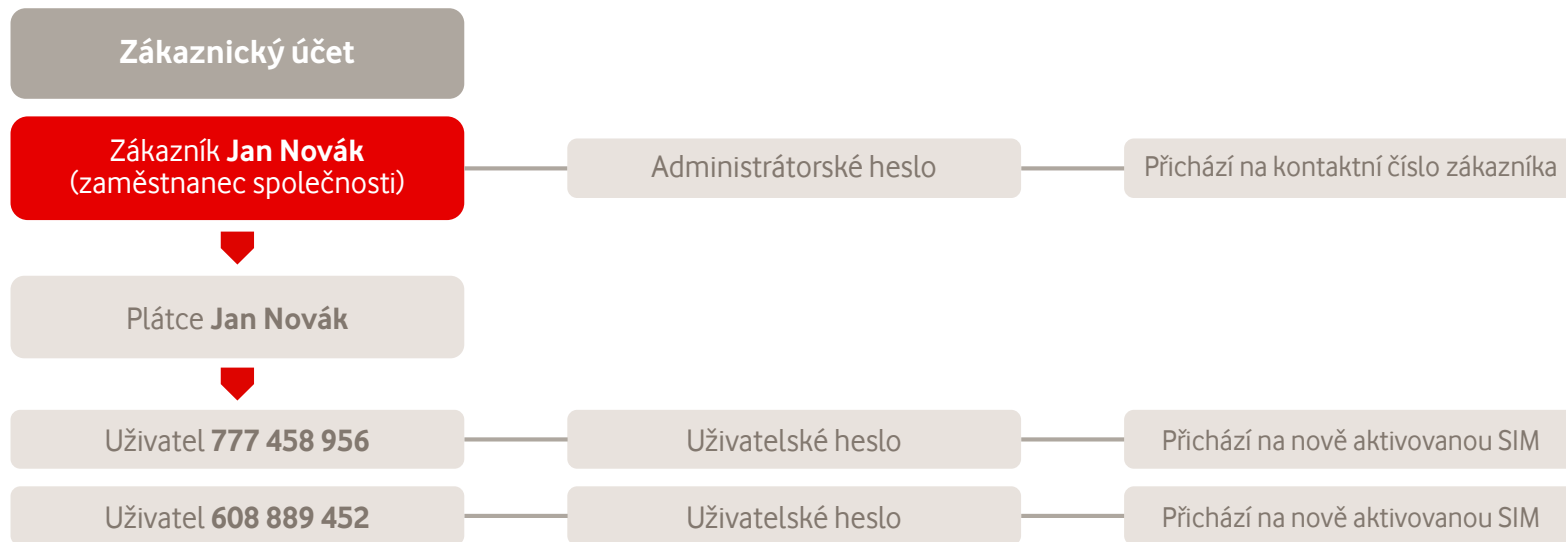 Zákaznický účet
Zákazník Jan Novák
(zaměstnanec společnosti)
Administrátorské heslo
Přichází na kontaktní číslo zákazníka
Plátce Jan Novák
Uživatel 777 458 956
Uživatelské heslo
Přichází na nově aktivovanou SIM
Uživatel 608 889 452
Uživatelské heslo
Přichází na nově aktivovanou SIM